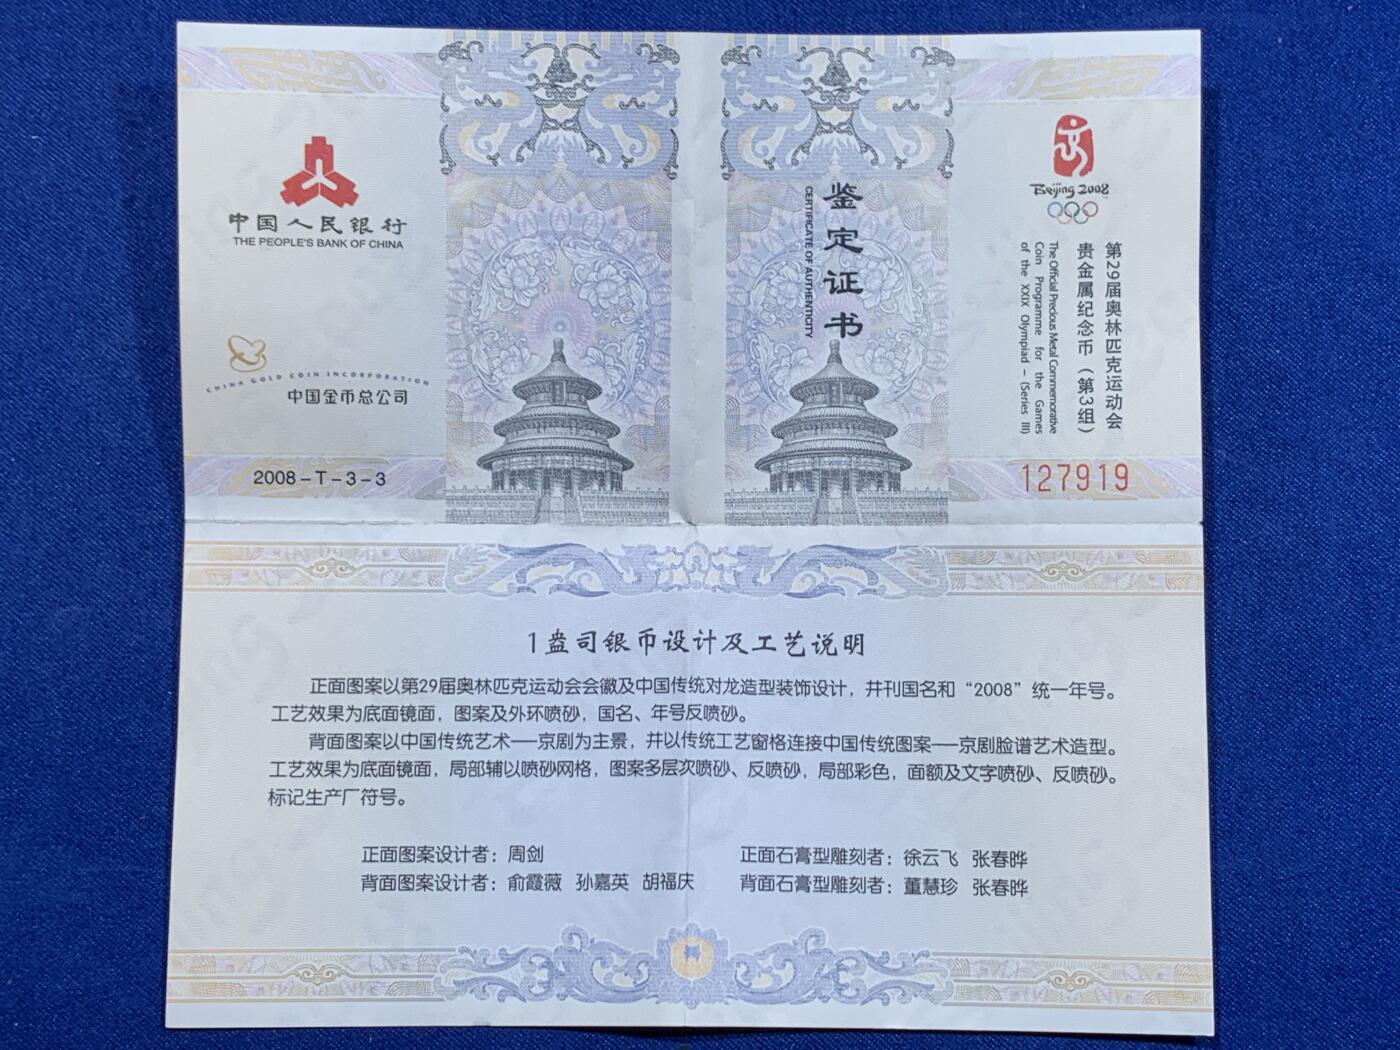 中国人民银行
THE PEOPLE'S BANK OF CHINA
CHINA GOLD COIN INCORPORATION
中国金币总公司
2008-T-3-3
鉴定证书
CERTIFICATE OF AUTHENTICITY
Beijing 2008
第29届奥林匹克运动会
贵金属纪念币（第3组）
The Official Precious Metal Commemorative
Coin Programme for the Games
of the XXIX Olympiad – (Series III)
127919
1盎司银币设计及工艺说明
正面图案以第29届奥林匹克运动会会徽及中国传统对龙造型装饰设计，并刊国名和“2008”统一年号。
工艺效果为底面镜面，图案及外环喷砂，国名、年号反喷砂。
背面图案以中国传统艺术——京剧为主景，并以传统工艺窗格连接中国传统图案——京剧脸谱艺术造型。
工艺效果为底面镜面，局部辅以喷砂网格，图案多层次喷砂、反喷砂，局部彩色，面额及文字喷砂、反喷砂。
标记生产厂符号。
正面图案设计者：周剑
正面石膏型雕刻者：徐云飞 张春晔
背面图案设计者：俞霞薇 孙嘉英 胡福庆
背面石膏型雕刻者：董慧珍 张春晔